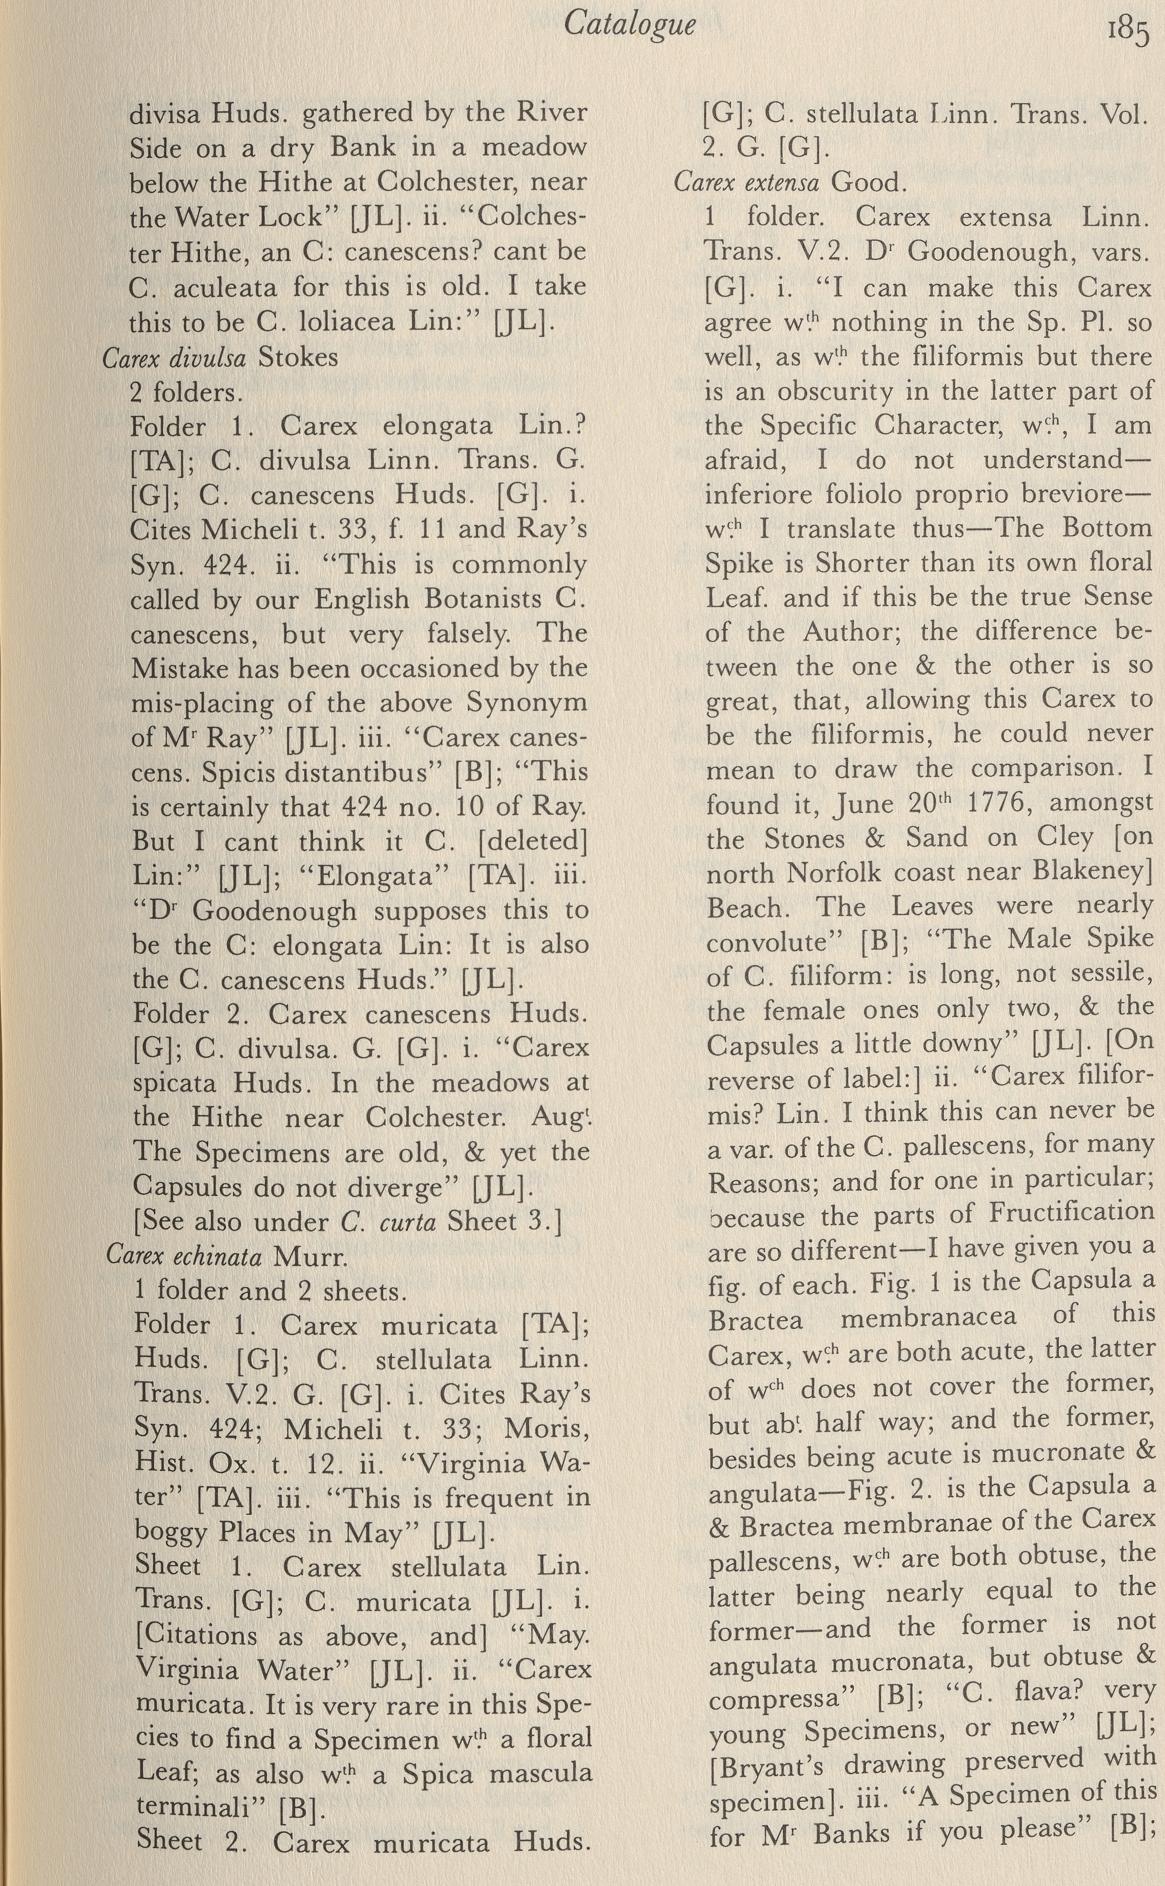 Catalogue
185
divisa Huds. gathered by the River
Side on a dry Bank in a meadow
below the Hithe at Colchester, near
the Water Lock” [JL]. ii. “Colches-
ter Hithe, an C: canescens? cant be
C. aculeata for this is old. I take
this to be C. loliacea Lin:” [JL].
Carex divulsa Stokes
2 folders.
Folder 1. Carex elongata Lin.?
[TA]; C. divulsa Linn. Trans. G.
[G]; C. canescens Huds. [G]. i.
Cites Micheli t. 33, f. 11 and Ray’s
Syn. 424. ii. “This is commonly
called by our English Botanists C.
canescens, but very falsely. The
Mistake has been occasioned by the
mis-placing of the above Synonym
of Mʳ Ray” [JL]. iii. “Carex canes-
cens. Spicis distantibus” [B]; “This
is certainly that 424 no. 10 of Ray.
But I cant think it C. [deleted]
Lin:” [JL]; “Elongata” [TA]. iii.
“Dʳ Goodenough supposes this to
be the C: elongata Lin: It is also
the C. canescens Huds.” [JL].
Folder 2. Carex canescens Huds.
[G]; C. divulsa. G. [G]. i. “Carex
spicata Huds. In the meadows at
the Hithe near Colchester. Augᵗ.
The Specimens are old, & yet the
Capsules do not diverge” [JL].
[See also under C. curta Sheet 3.]
Carex echinata Murr.
1 folder and 2 sheets.
Folder 1. Carex muricata [TA];
Huds. [G]; C. stellulata Linn.
Trans. V.2. G. [G]. i. Cites Ray’s
Syn. 424; Micheli t. 33; Moris,
Hist. Ox. t. 12. ii. “Virginia Wa-
ter” [TA]. iii. “This is frequent in
boggy Places in May” [JL].
Sheet 1. Carex stellulata Lin.
Trans. [G]; C. muricata [JL]. i.
[Citations as above, and] “May.
Virginia Water” [JL]. ii. “Carex
muricata. It is very rare in this Spe-
cies to find a Specimen w.ᵗʰ a floral
Leaf; as also w.ᵗʰ a Spica mascula
terminali” [B].
Sheet 2. Carex muricata Huds.
[G]; C. stellulata Linn. Trans. Vol.
2. G. [G].
Carex extensa Good.
1 folder. Carex extensa Linn.
Trans. V.2. Dʳ Goodenough, vars.
[G]. i. “I can make this Carex
agree w.ᵗʰ nothing in the Sp. Pl. so
well, as w.ᵗʰ the filiformis but there
is an obscurity in the latter part of
the Specific Character, w.ᶜʰ, I am
afraid, I do not understand—
inferiore foliolo proprio breviore—
w.ᶜʰ I translate thus—The Bottom
Spike is Shorter than its own floral
Leaf. and if this be the true Sense
of the Author; the difference be-
tween the one & the other is so
great, that, allowing this Carex to
be the filiformis, he could never
mean to draw the comparison. I
found it, June 20ᵗʰ 1776, amongst
the Stones & Sand on Cley [on
north Norfolk coast near Blakeney]
Beach. The Leaves were nearly
convolute” [B]; “The Male Spike
of C. filiform: is long, not sessile,
the female ones only two, & the
Capsules a little downy” [JL]. [On
reverse of label:] ii. “Carex filifor-
mis? Lin. I think this can never be
a var. of the C. pallescens, for many
Reasons; and for one in particular;
because the parts of Fructification
are so different—I have given you a
fig. of each. Fig. 1 is the Capsula a
Bractea membranacea of this
Carex, w.ᶜʰ are both acute, the latter
of wᶜʰ does not cover the former,
but abᵗ. half way; and the former,
besides being acute is mucronate &
angulata—Fig. 2. is the Capsula a
& Bractea membranae of the Carex
pallescens, w.ᶜʰ are both obtuse, the
latter being nearly equal to the
former—and the former is not
angulata mucronata, but obtuse &
compressa” [B]; “C. flava? very
young Specimens, or new” [JL];
[Bryant’s drawing preserved with
specimen]. iii. “A Specimen of this
for Mʳ Banks if you please” [B];